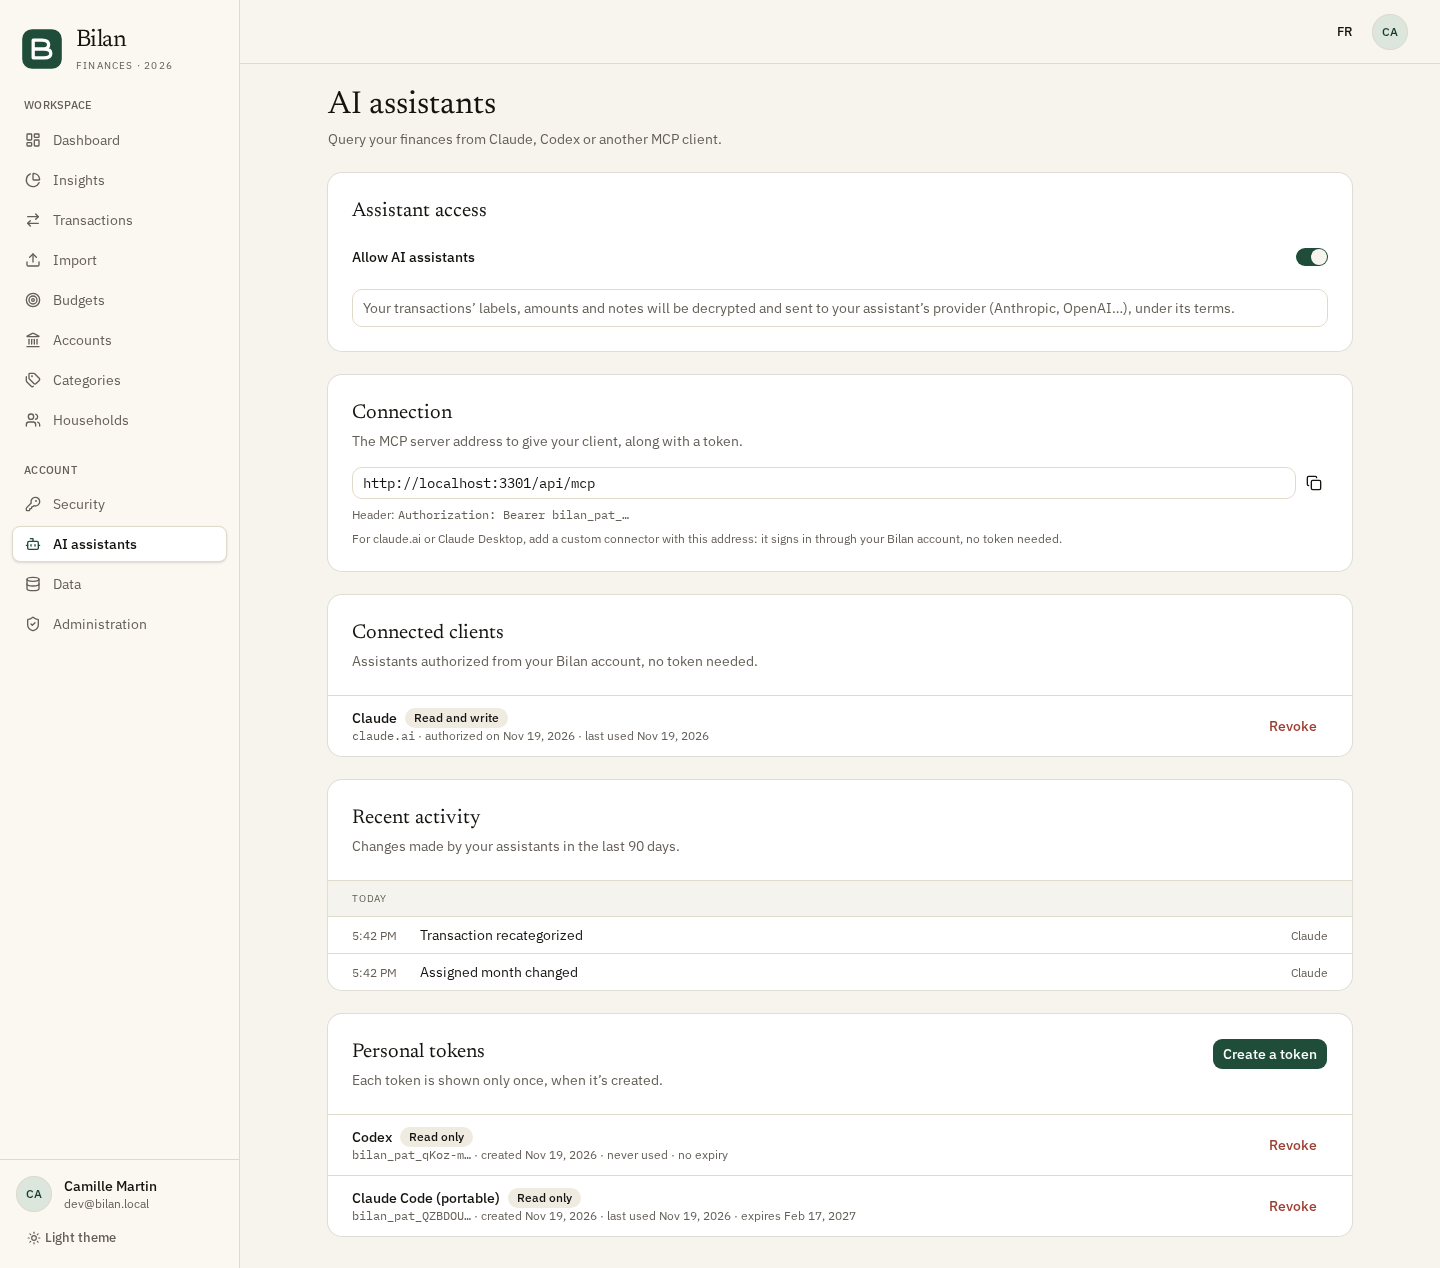 Bilan
FINANCES · 2026
WORKSPACE
Dashboard
Insights
Transactions
Import
Budgets
Accounts
Categories
Households
ACCOUNT
Security
AI assistants
Data
Administration
CA
Camille Martin
dev@bilan.local
Light theme
FR
CA
AI assistants
Query your finances from Claude, Codex or another MCP client.
Assistant access
Allow AI assistants
Your transactions’ labels, amounts and notes will be decrypted and sent to your assistant’s provider (Anthropic, OpenAI…), under its terms.
Connection
The MCP server address to give your client, along with a token.
http://localhost:3301/api/mcp
Header: Authorization: Bearer bilan_pat_…
For claude.ai or Claude Desktop, add a custom connector with this address: it signs in through your Bilan account, no token needed.
Connected clients
Assistants authorized from your Bilan account, no token needed.
Claude Read and write
claude.ai · authorized on Nov 19, 2026 · last used Nov 19, 2026
Revoke
Recent activity
Changes made by your assistants in the last 90 days.
TODAY
5:42 PM Transaction recategorized Claude
5:42 PM Assigned month changed Claude
Personal tokens
Create a token
Each token is shown only once, when it’s created.
Codex Read only
bilan_pat_qKoz-m… · created Nov 19, 2026 · never used · no expiry
Revoke
Claude Code (portable) Read only
bilan_pat_QZBDOU… · created Nov 19, 2026 · last used Nov 19, 2026 · expires Feb 17, 2027
Revoke